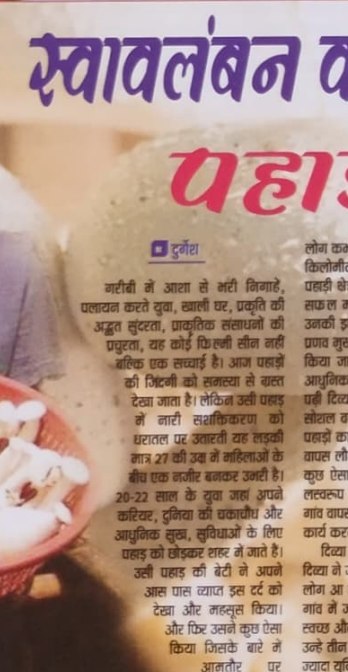 स्वावलंबन व
पहाड़
दुर्गेश
गरीबी में आशा से भरी निगाहे,
पलायन करते युवा, खाली घर, प्रकृति की
अद्भुत सुंदरता, प्राकृतिक संसाधनों की
प्रचुरता, यह कोई फिल्मी सीन नहीं
बल्कि एक सच्चाई है। आज पहाड़ों
की जिंदगी को समस्या से ग्रस्त
देखा जाता है। लेकिन उसी पहाड़
में नारी सशक्तिकरण को
धरातल पर उतारती यह लड़की
मात्र 27 की उम्र में महिलाओं के
बीच एक नजीर बनकर उभरी है।
20-22 साल के युवा जहां अपने
करियर, दुनिया की चकाचौंध और
आधुनिक सुख, सुविधाओं के लिए
पहाड़ को छोड़कर शहर में जाते है।
उसी पहाड़ की बेटी ने अपने
आस पास व्याप्त इस दर्द को
देखा और महसूस किया।
और फिर उसने कुछ ऐसा
किया जिसके बारे में
आमतौर पर
लोग कम
किलोमीट
पहाड़ी क्षे
सफल म
उनकी इ
प्रणव मुख
किया जा
आधुनिक
पढ़ी दिव्य
सोशल व
पहाड़ों का
वापस लौ
कुछ ऐसा
लस्वरूप
गांव वापस
कार्य कर
दिव्या
दिव्या ने उ
लोग आ
गांव में उ
स्वच्छ औ
उन्हे तीन
ज्यादा यु